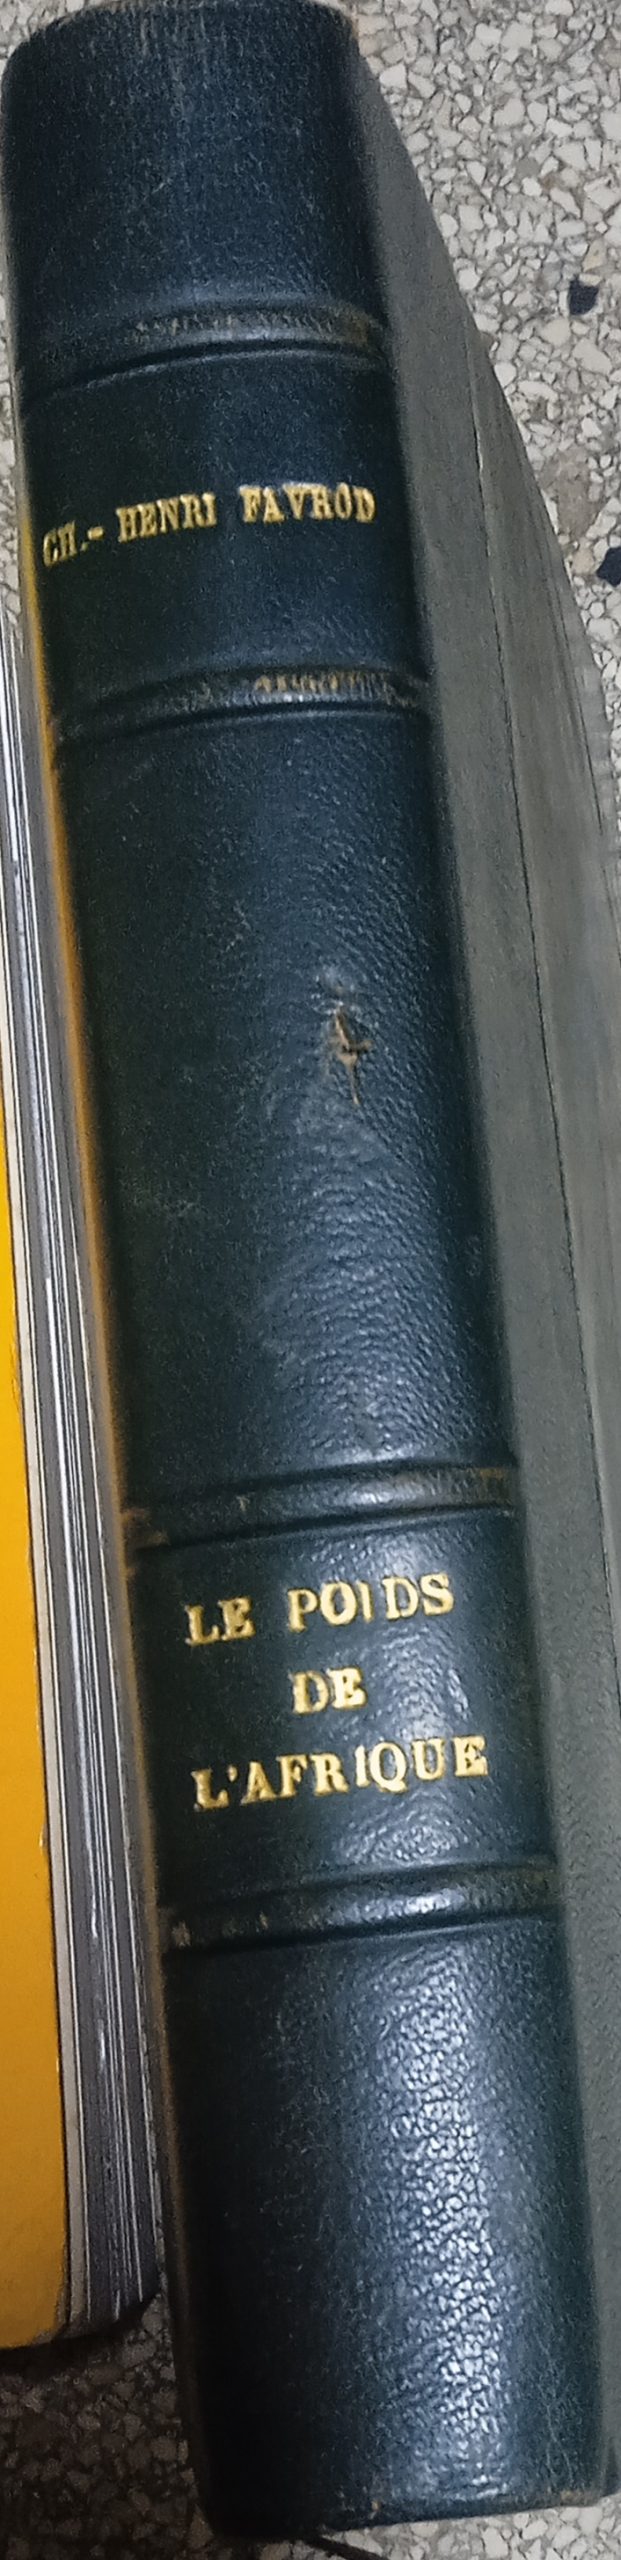 CH.- HENRI FAVROD
LE POIDS
DE
L'AFRIQUE